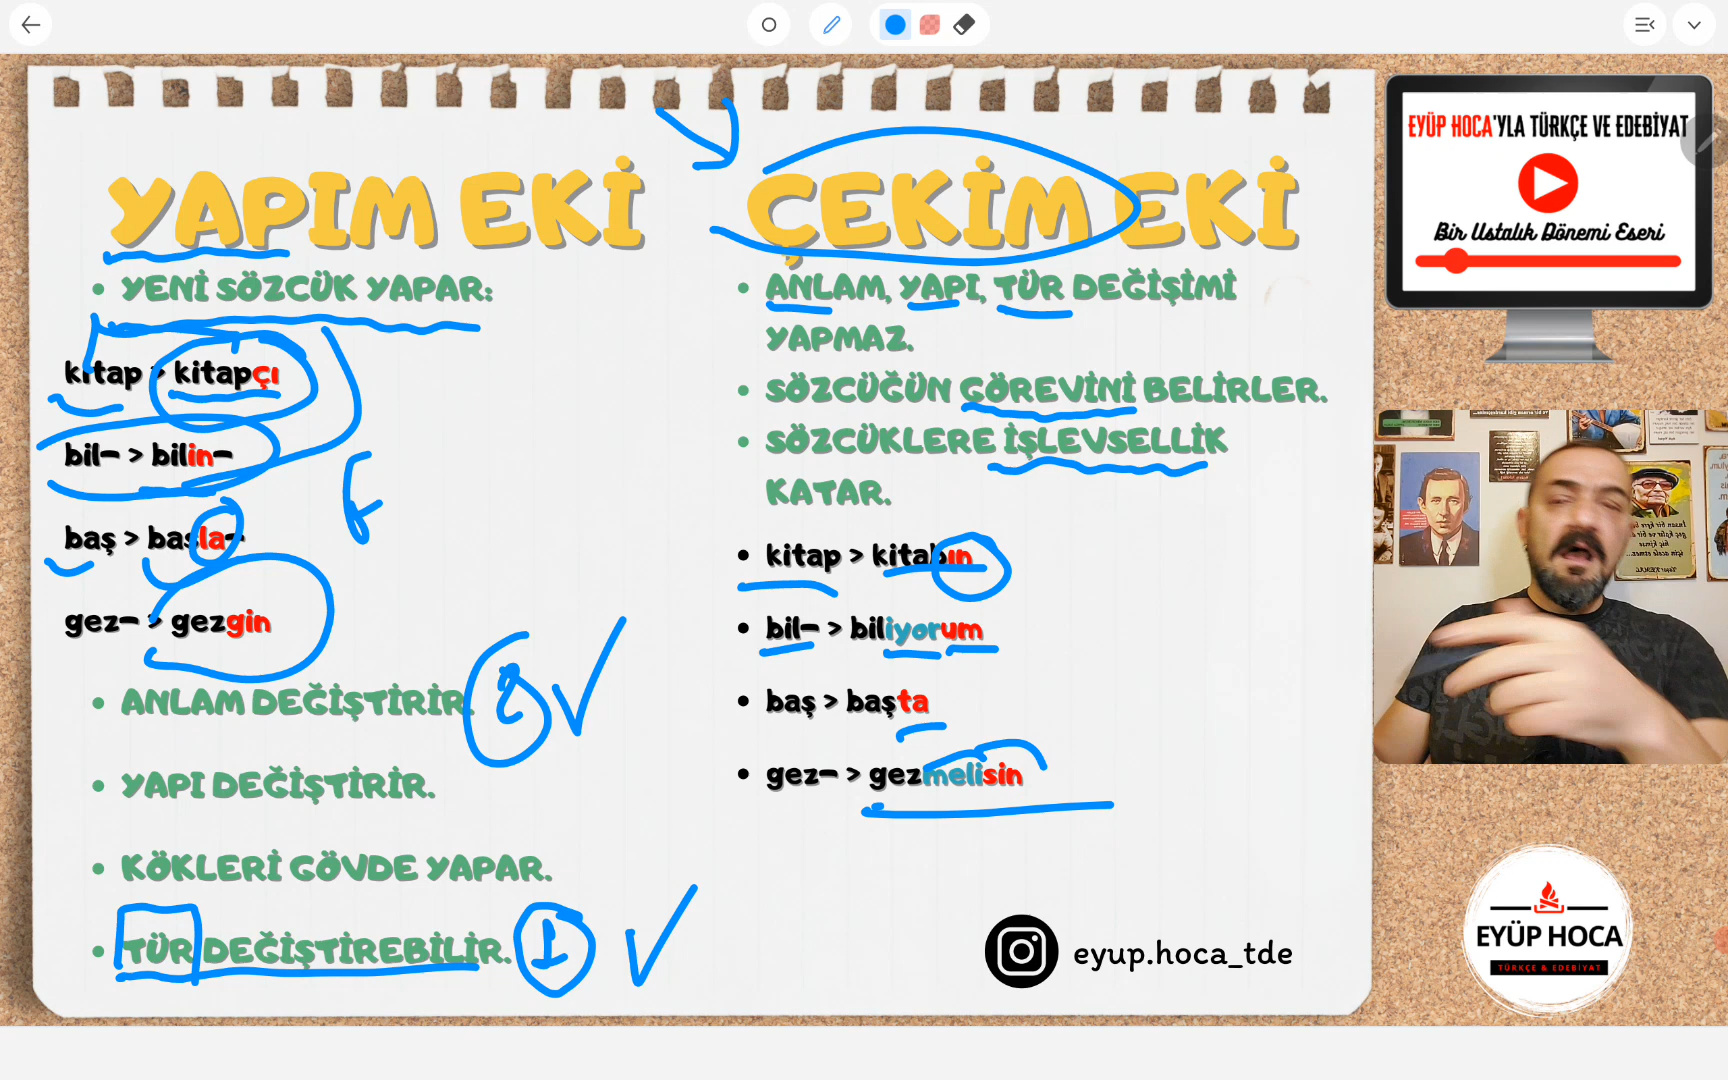 YAPIM EKİ
YENİ SÖZCÜK YAPAR:
kitap > kitapçı
bil- > bilin-
baş > başla-
gez- > gezgin
ANLAM DEĞİŞTİRİR.
YAPI DEĞİŞTİRİR.
KÖKLERİ GÖVDE YAPAR.
TÜR DEĞİŞTİREBİLİR.
ÇEKİM EKİ
ANLAM, YAPI, TÜR DEĞİŞİMİ
YAPMAZ.
SÖZCÜĞÜN GÖREVİNİ BELİRLER.
SÖZCÜKLERE İŞLEVSELLİK
KATAR.
kitap > kitabın
bil- > biliyorum
baş > başta
gez- > gezmelisin
eyup.hoca_tde
EYÜP HOCA'YLA TÜRKÇE VE EDEBİYAT
Bir Ustalık Dönemi Eseri
EYÜP HOCA
TÜRKÇE & EDEBİYAT